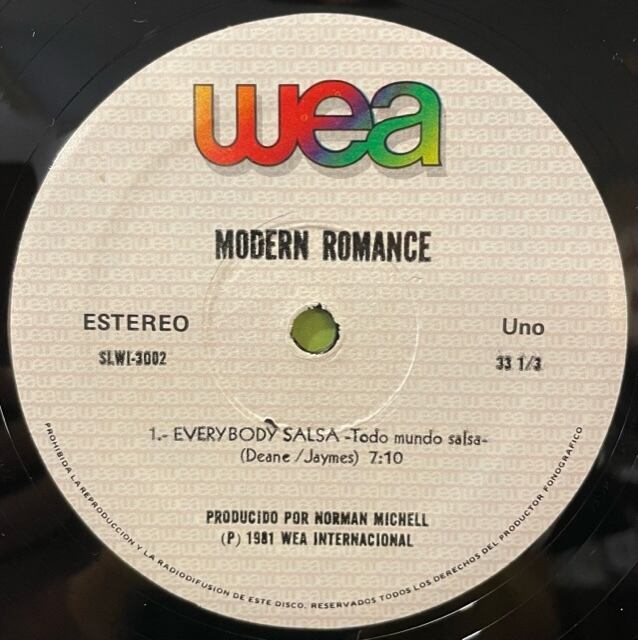 wea
MODERN ROMANCE
ESTEREO
Uno
SLWI-3002
33 1/3
1.- EVERYBODY SALSA -Todo mundo salsa-
(Deane/Jaymes) 7:10
PRODUCIDO POR NORMAN MICHELL
(P) 1981 WEA INTERNACIONAL
PROHIBIDA LA REPRODUCCION Y LA RADIODIFUSION DE ESTE DISCO. RESERVADOS TODOS LOS DERECHOS DEL PRODUCTOR FONOGRAFICO